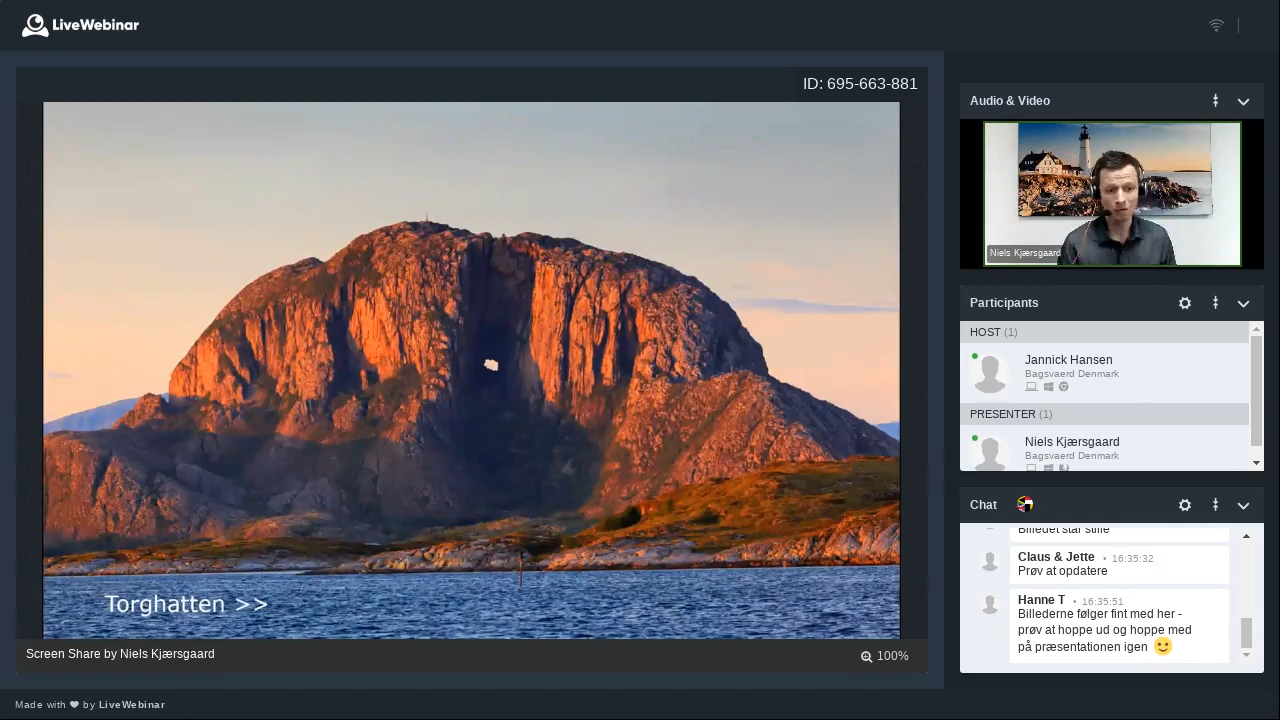 LiveWebinar
ID: 695-663-881
Torghatten >>
Screen Share by Niels Kjærsgaard
100%
Audio & Video
Niels Kjærsgaard
Participants
HOST (1)
Jannick Hansen
Bagsvaerd Denmark
PRESENTER (1)
Niels Kjærsgaard
Bagsvaerd Denmark
Chat
Billedet står stille
Claus & Jette • 16:35:32
Prøv at opdatere
Hanne T • 16:35:51
Billederne følger fint med her -
prøv at hoppe ud og hoppe med
på præsentationen igen
Made with ❤ by LiveWebinar